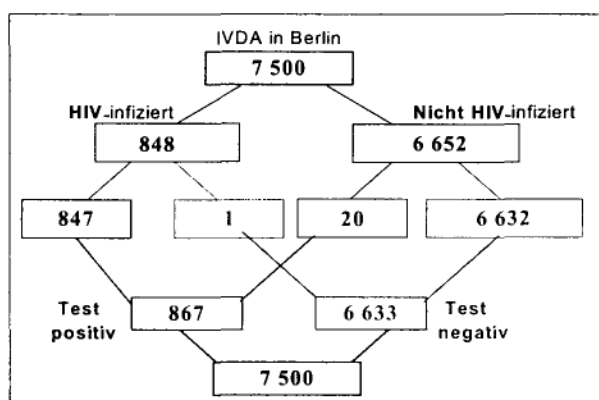 IVDA in Berlin
7 500
HIV-infiziert
Nicht HIV-infiziert
848
6 652
847
1
20
6 632
Test
positiv
867
6 633
Test
negativ
7 500